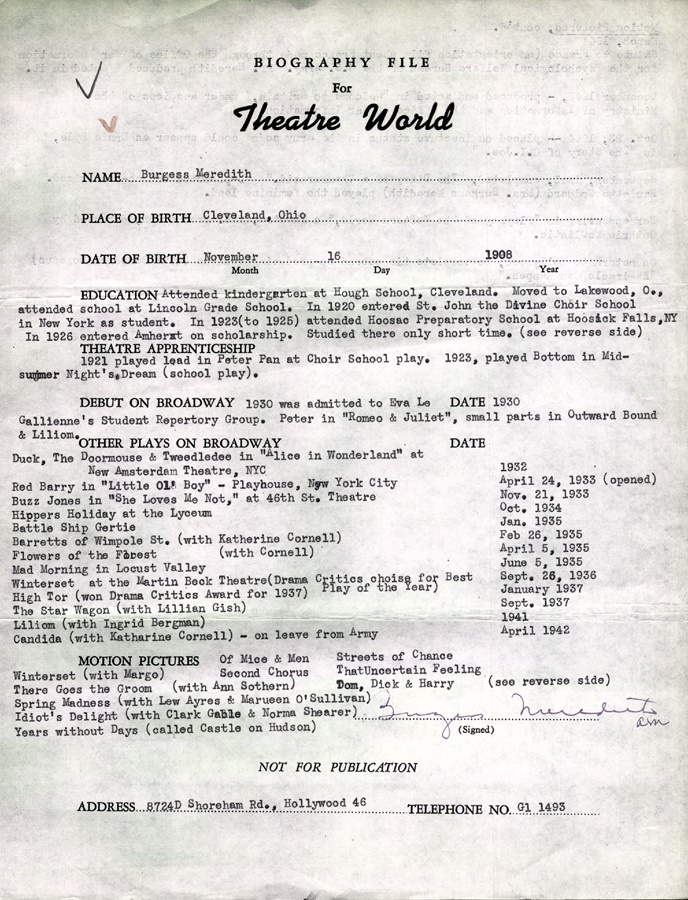 BIOGRAPHY FILE
For
Theatre World
NAME Burgess Meredith
PLACE OF BIRTH Cleveland, Ohio
DATE OF BIRTH November 16 1908
Month Day Year
EDUCATION Attended kindergarten at Hough School, Cleveland. Moved to Lakewood, O.,
attended school at Lincoln Grade School. In 1920 entered St. John the Divine Choir School
in New York as student. In 1923(to 1925) attended Hoosac Preparatory School at Hoosick Falls,NY
In 1926 entered Amherst on scholarship. Studied there only short time. (see reverse side)
THEATRE APPRENTICESHIP
1921 played lead in Peter Pan at Choir School play. 1923, played Bottom in Mid-
summer Night's Dream (school play).
DEBUT ON BROADWAY 1930 was admitted to Eva Le DATE 1930
Gallienne's Student Repertory Group. Peter in "Romeo & Juliet", small parts in Outward Bound
& Liliom.
OTHER PLAYS ON BROADWAY DATE
Duck, The Doormouse & Tweedledee in "Alice in Wonderland" at
New Amsterdam Theatre, NYC 1932
Red Barry in "Little Ol' Boy" - Playhouse, New York City April 24, 1933 (opened)
Buzz Jones in "She Loves Me Not," at 46th St. Theatre Nov. 21, 1933
Hippers Holiday at the Lyceum Oct. 1934
Battle Ship Gertie Jan. 1935
Barretts of Wimpole St. (with Katherine Cornell) Feb 26, 1935
Flowers of the Forest (with Cornell) April 5, 1935
Mad Morning in Locust Valley June 5, 1935
Winterset at the Martin Beck Theatre(Drama Critics choise for Best Sept. 26, 1936
Play of the Year)
High Tor (won Drama Critics Award for 1937) January 1937
The Star Wagon (with Lillian Gish) Sept. 1937
Liliom (with Ingrid Bergman) 1941
Candida (with Katharine Cornell) - on leave from Army April 1942
MOTION PICTURES Of Mice & Men Streets of Chance
Winterset (with Margo) Second Chorus ThatUncertain Feeling
There Goes the Groom (with Ann Sothern) Tom, Dick & Harry (see reverse side)
Spring Madness (with Lew Ayres & Marueen O'Sullivan)
Idiot's Delight (with Clark Gable & Norma Shearer) Burgess Meredith
Years without Days (called Castle on Hudson) (Signed)
NOT FOR PUBLICATION
ADDRESS 8724D Shoreham Rd., Hollywood 46 TELEPHONE NO. G1 1493